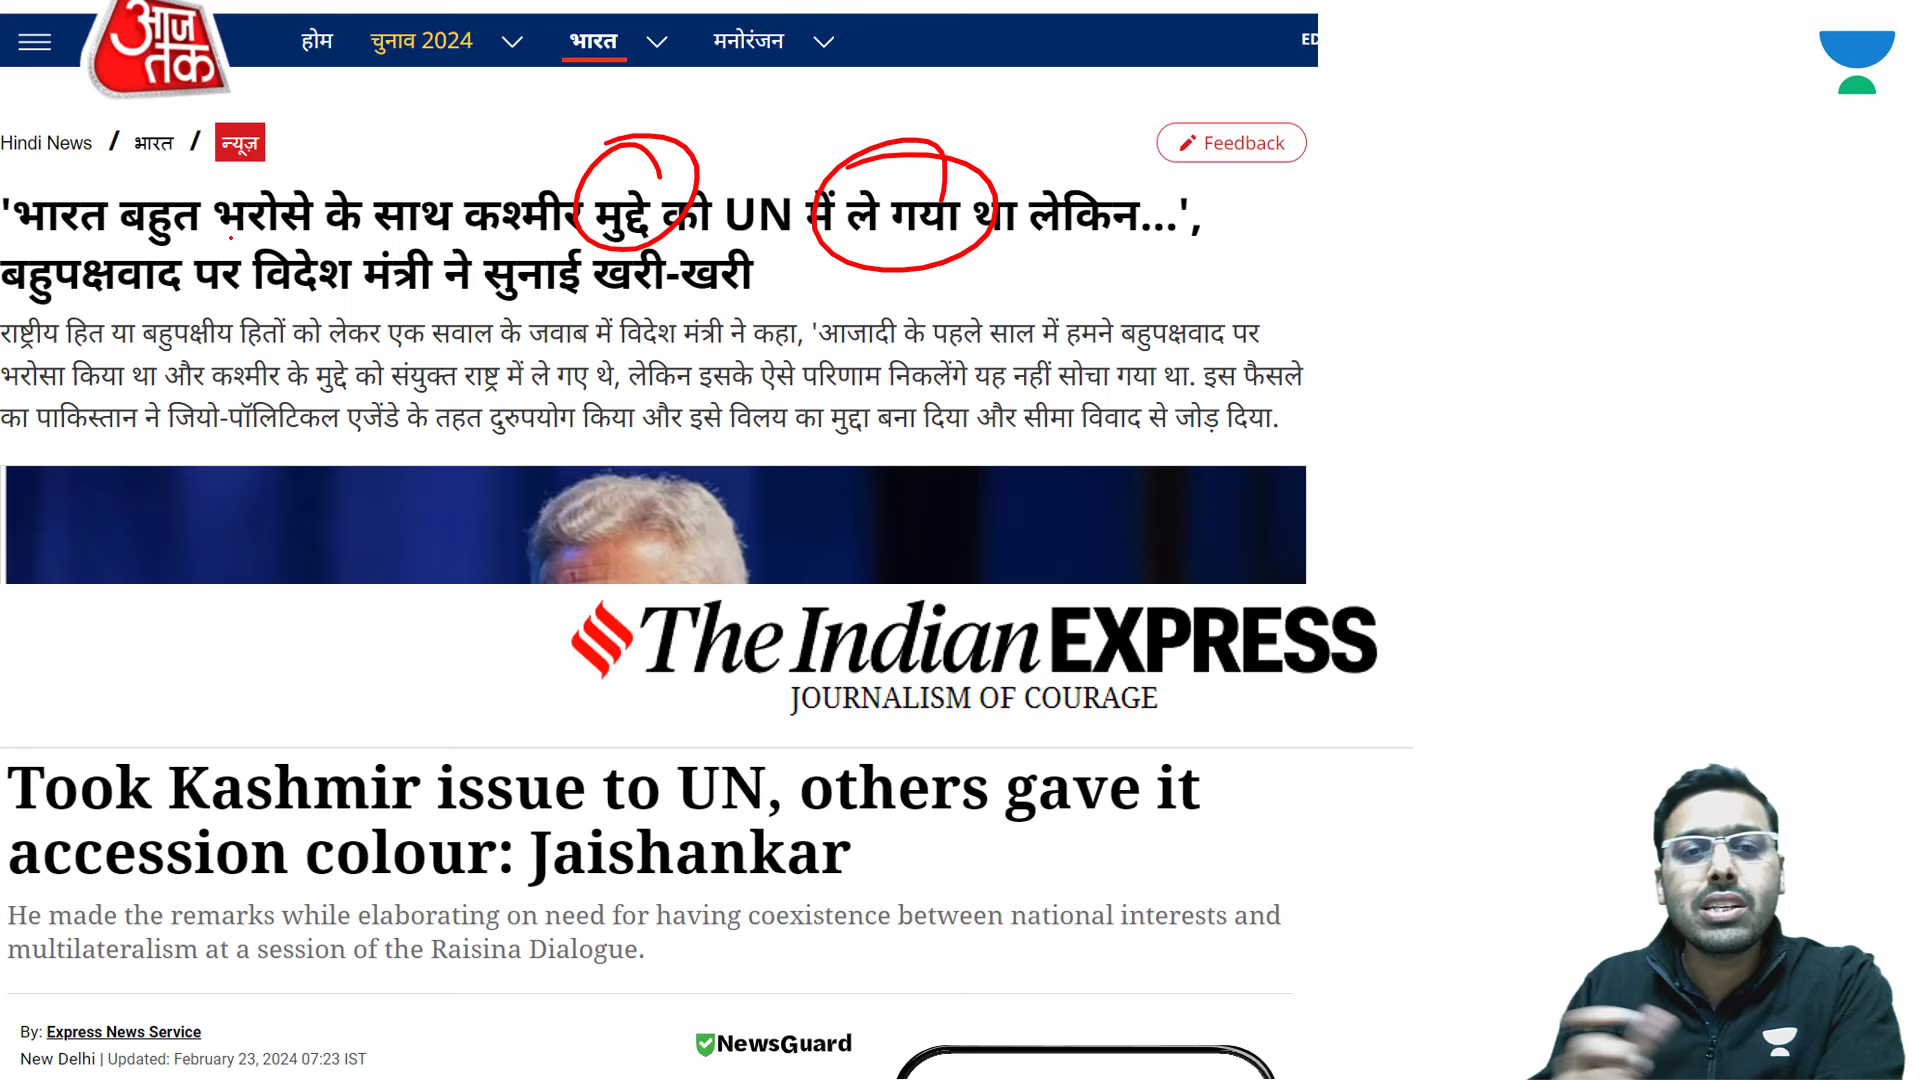 आज तक
होम चुनाव 2024 भारत मनोरंजन ED
Hindi News / भारत / न्यूज़
Feedback
'भारत बहुत भरोसे के साथ कश्मीर मुद्दे को UN में ले गया था लेकिन...',
बहुपक्षवाद पर विदेश मंत्री ने सुनाई खरी-खरी
राष्ट्रीय हित या बहुपक्षीय हितों को लेकर एक सवाल के जवाब में विदेश मंत्री ने कहा, 'आजादी के पहले साल में हमने बहुपक्षवाद पर
भरोसा किया था और कश्मीर के मुद्दे को संयुक्त राष्ट्र में ले गए थे, लेकिन इसके ऐसे परिणाम निकलेंगे यह नहीं सोचा गया था. इस फैसले
का पाकिस्तान ने जियो-पॉलिटिकल एजेंडे के तहत दुरुपयोग किया और इसे विलय का मुद्दा बना दिया और सीमा विवाद से जोड़ दिया.
The Indian EXPRESS
JOURNALISM OF COURAGE
Took Kashmir issue to UN, others gave it
accession colour: Jaishankar
He made the remarks while elaborating on need for having coexistence between national interests and
multilateralism at a session of the Raisina Dialogue.
By: Express News Service
New Delhi | Updated: February 23, 2024 07:23 IST
NewsGuard